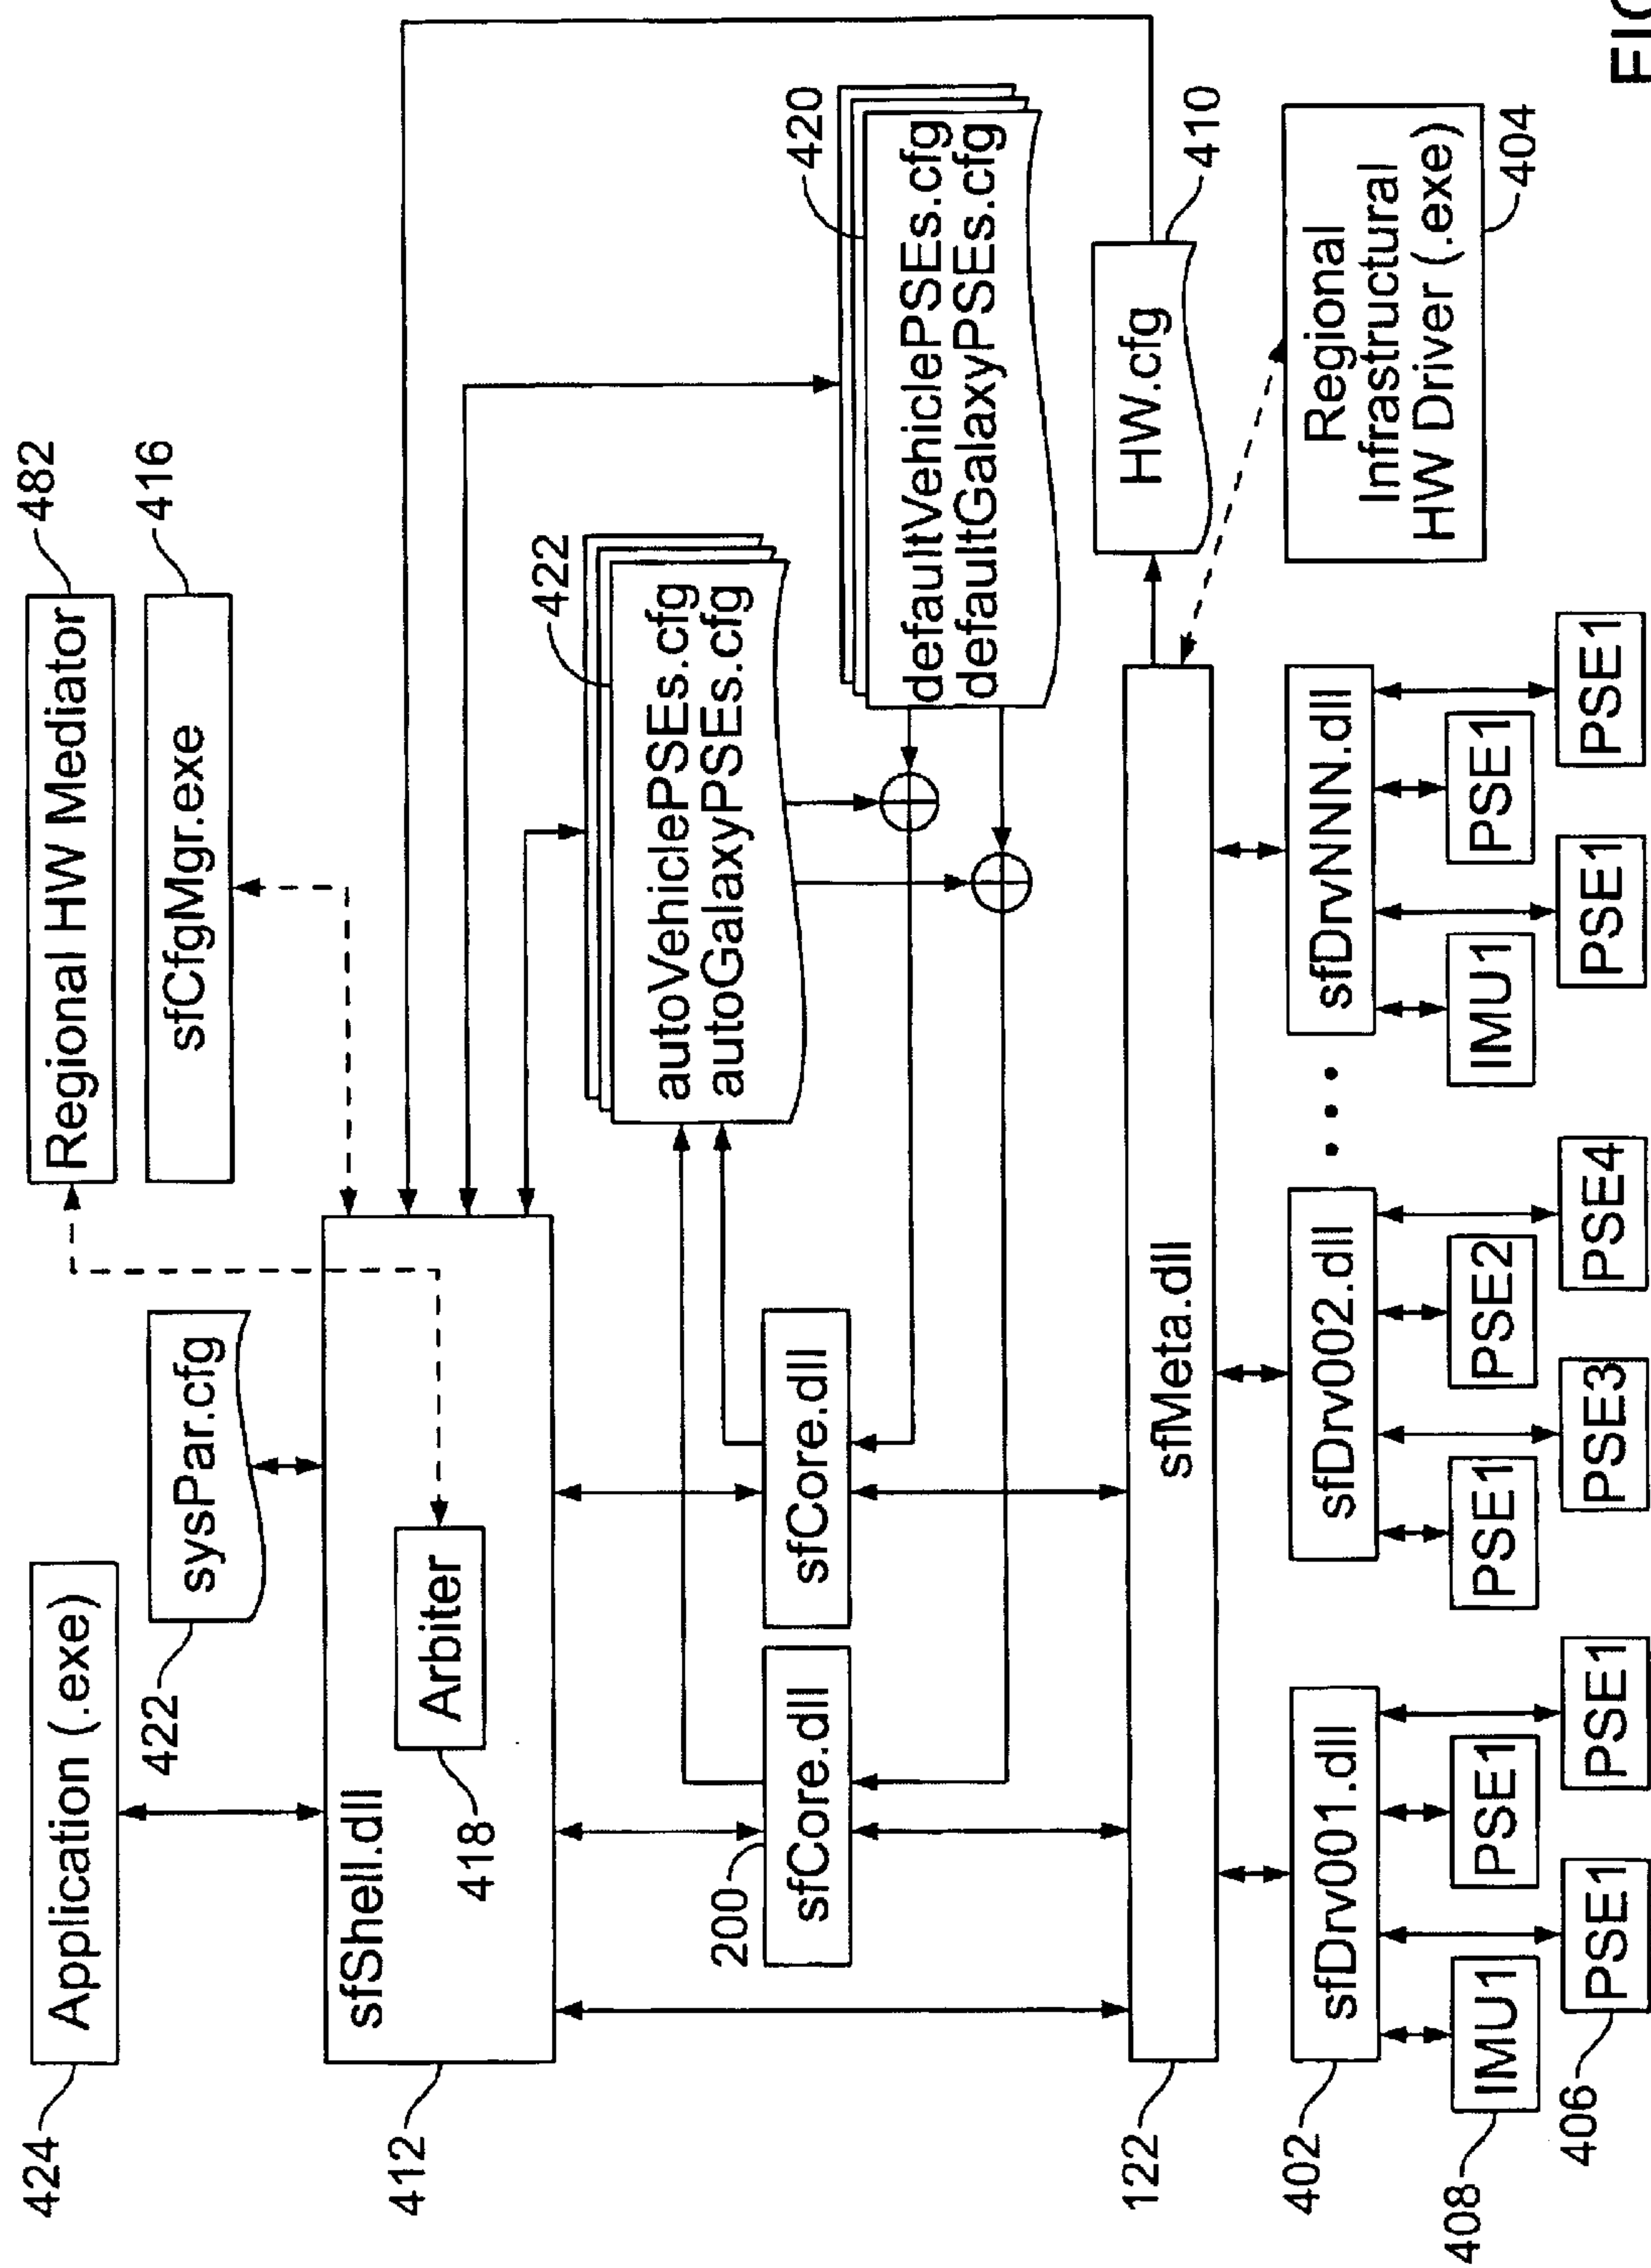 424
Application (.exe)
422
sysPar.cfg
Regional HW Mediator
482
sfCfgMgr.exe
416
412
sfShell.dll
418
Arbiter
422
autoVehiclePSEs.cfg
autoGalaxyPSEs.cfg
420
defaultVehiclePSEs.cfg
defaultGalaxyPSEs.cfg
200
sfCore.dll
sfCore.dll
HW.cfg
410
122
sfMeta.dll
Regional
Infrastructural
HW Driver (.exe)
404
402
sfDrv001.dll
sfDrv002.dll
• • •
sfDrvNNN.dll
408
IMU1
PSE1
PSE1
PSE2
IMU1
PSE1
406
PSE1
PSE1
PSE3
PSE4
PSE1
PSE1